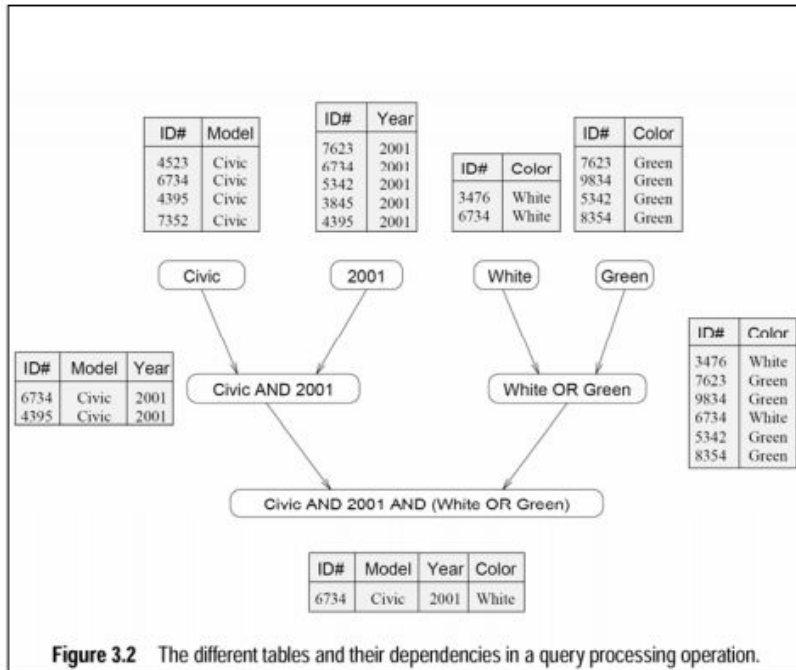 ID# Model
4523 Civic
6734 Civic
4395 Civic
7352 Civic
ID# Year
7623 2001
6734 2001
5342 2001
3845 2001
4395 2001
ID# Color
3476 White
6734 White
ID# Color
7623 Green
9834 Green
5342 Green
8354 Green
Civic
2001
White
Green
ID# Model Year
6734 Civic 2001
4395 Civic 2001
Civic AND 2001
White OR Green
ID# Color
3476 White
7623 Green
9834 Green
6734 White
5342 Green
8354 Green
Civic AND 2001 AND (White OR Green)
ID# Model Year Color
6734 Civic 2001 White
Figure 3.2 The different tables and their dependencies in a query processing operation.